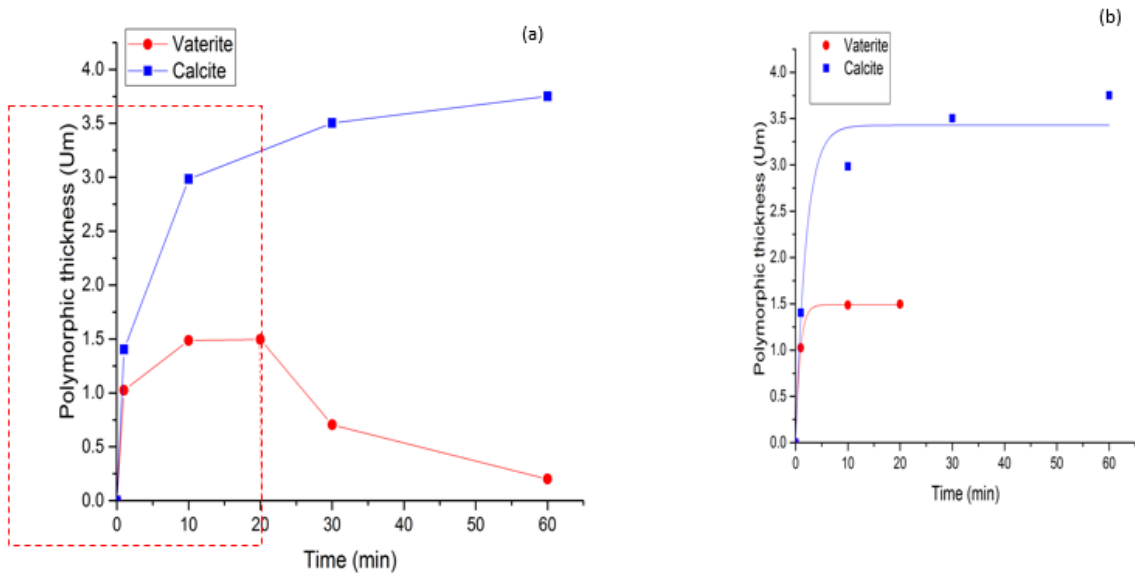 (a)
Vaterite
Calcite
Polymorphic thickness (Um)
4.0
3.5
3.0
2.5
2.0
1.5
1.0
0.5
0.0
0 10 20 30 40 50 60
Time (min)
(b)
Vaterite
Calcite
Polymorphic thickness (Um)
4.0
3.5
3.0
2.5
2.0
1.5
1.0
0.5
0.0
0 10 20 30 40 50 60
Time (min)